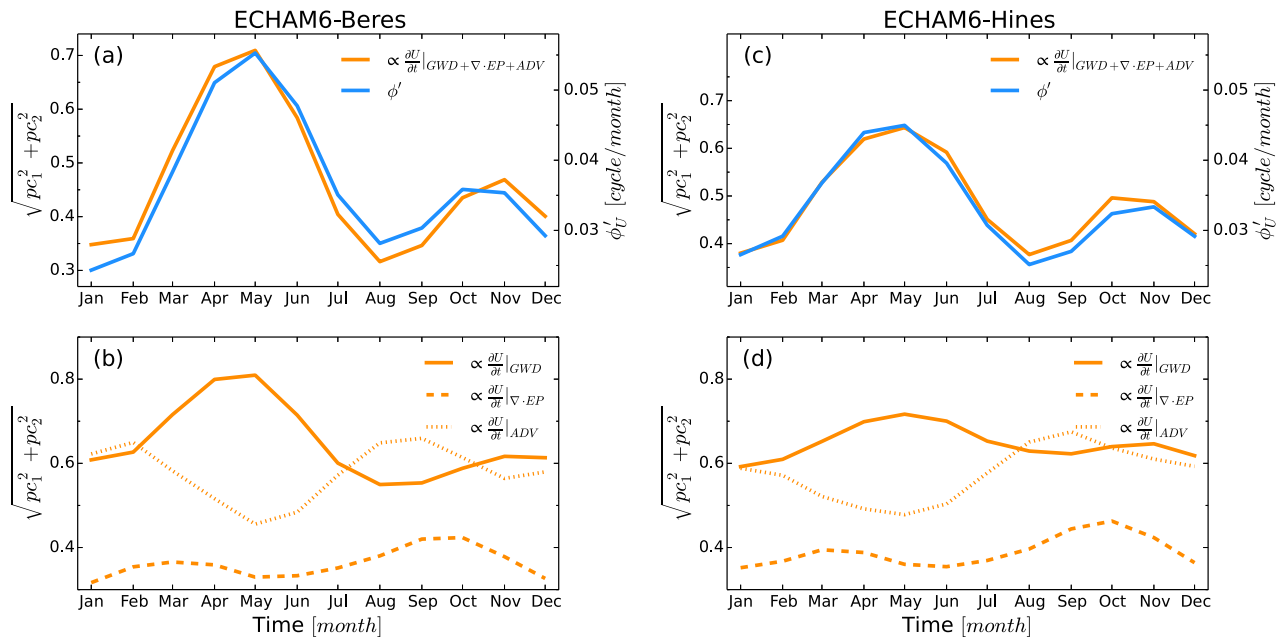 ECHAM6-Beres
(a)
∝ ∂U/∂t|GWD+∇·EP+ADV
ϕ′
√pc₁² + pc₂²
0.7
0.6
0.5
0.4
0.3
0.05
0.04
0.03
ϕ′U [cycle/month]
Jan Feb Mar Apr May Jun Jul Aug Sep Oct Nov Dec
ECHAM6-Hines
(c)
∝ ∂U/∂t|GWD+∇·EP+ADV
ϕ′
√pc₁² + pc₂²
0.7
0.6
0.5
0.4
0.05
0.04
0.03
ϕ′U [cycle/month]
Jan Feb Mar Apr May Jun Jul Aug Sep Oct Nov Dec
(b)
∝ ∂U/∂t|GWD
∝ ∂U/∂t|∇·EP
∝ ∂U/∂t|ADV
√pc₁² + pc₂²
0.8
0.6
0.4
Jan Feb Mar Apr May Jun Jul Aug Sep Oct Nov Dec
Time [month]
(d)
∝ ∂U/∂t|GWD
∝ ∂U/∂t|∇·EP
∝ ∂U/∂t|ADV
√pc₁² + pc₂²
0.8
0.6
0.4
Jan Feb Mar Apr May Jun Jul Aug Sep Oct Nov Dec
Time [month]